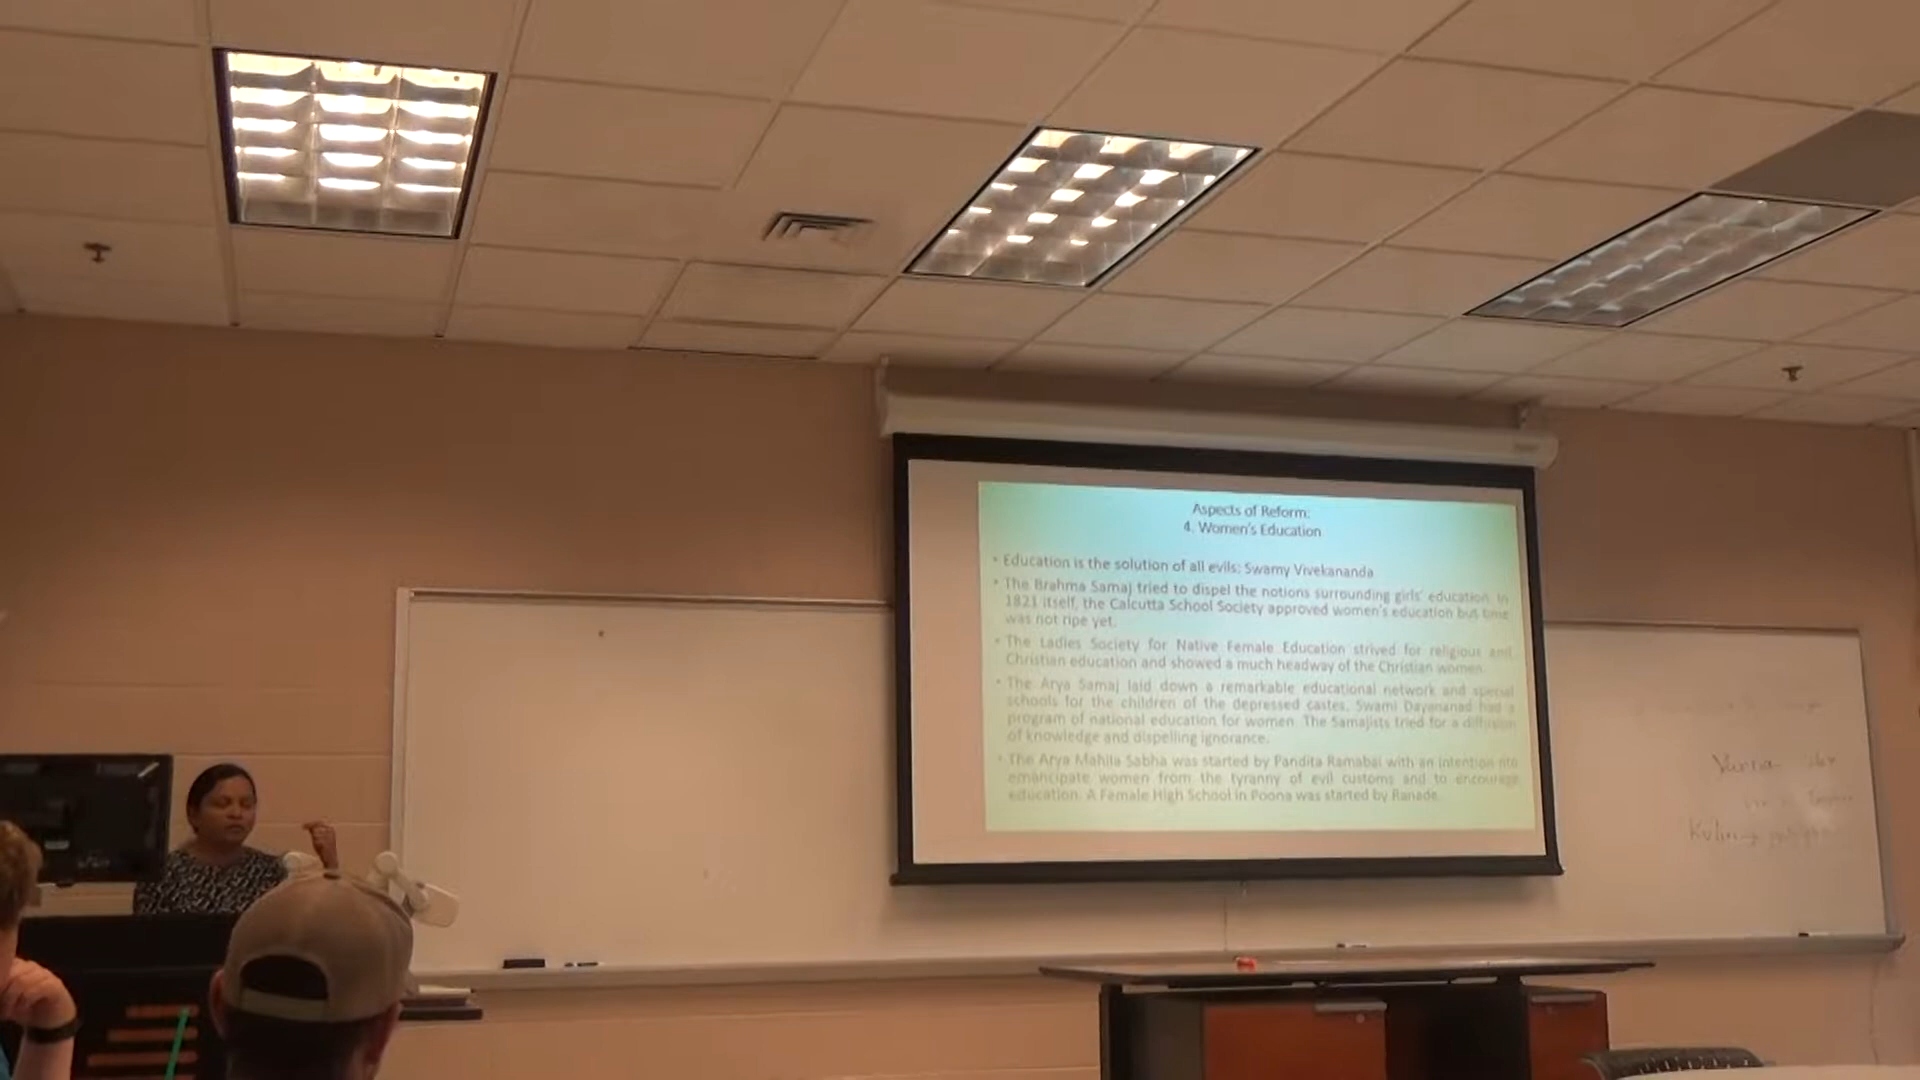 Aspects of Reform:
4. Women's Education
• Education is the solution of all evils: Swamy Vivekananda
• The Brahma Samaj tried to dispel the notions surrounding girls' education. In
1821 itself, the Calcutta School Society approved women's education but time
was not ripe yet.
• The Ladies Society for Native Female Education strived for religious and
Christian education and showed a much headway of the Christian women.
• The Arya Samaj laid down a remarkable educational network and special
schools for the children of the depressed castes. Swami Dayananad had a
program of national education for women. The Samajists tried for a diffusion
of knowledge and dispelling ignorance.
• The Arya Mahila Sabha was started by Pandita Ramabai with an intention to
emancipate women from the tyranny of evil customs and to encourage
education. A Female High School in Poona was started by Ranade.
Varna